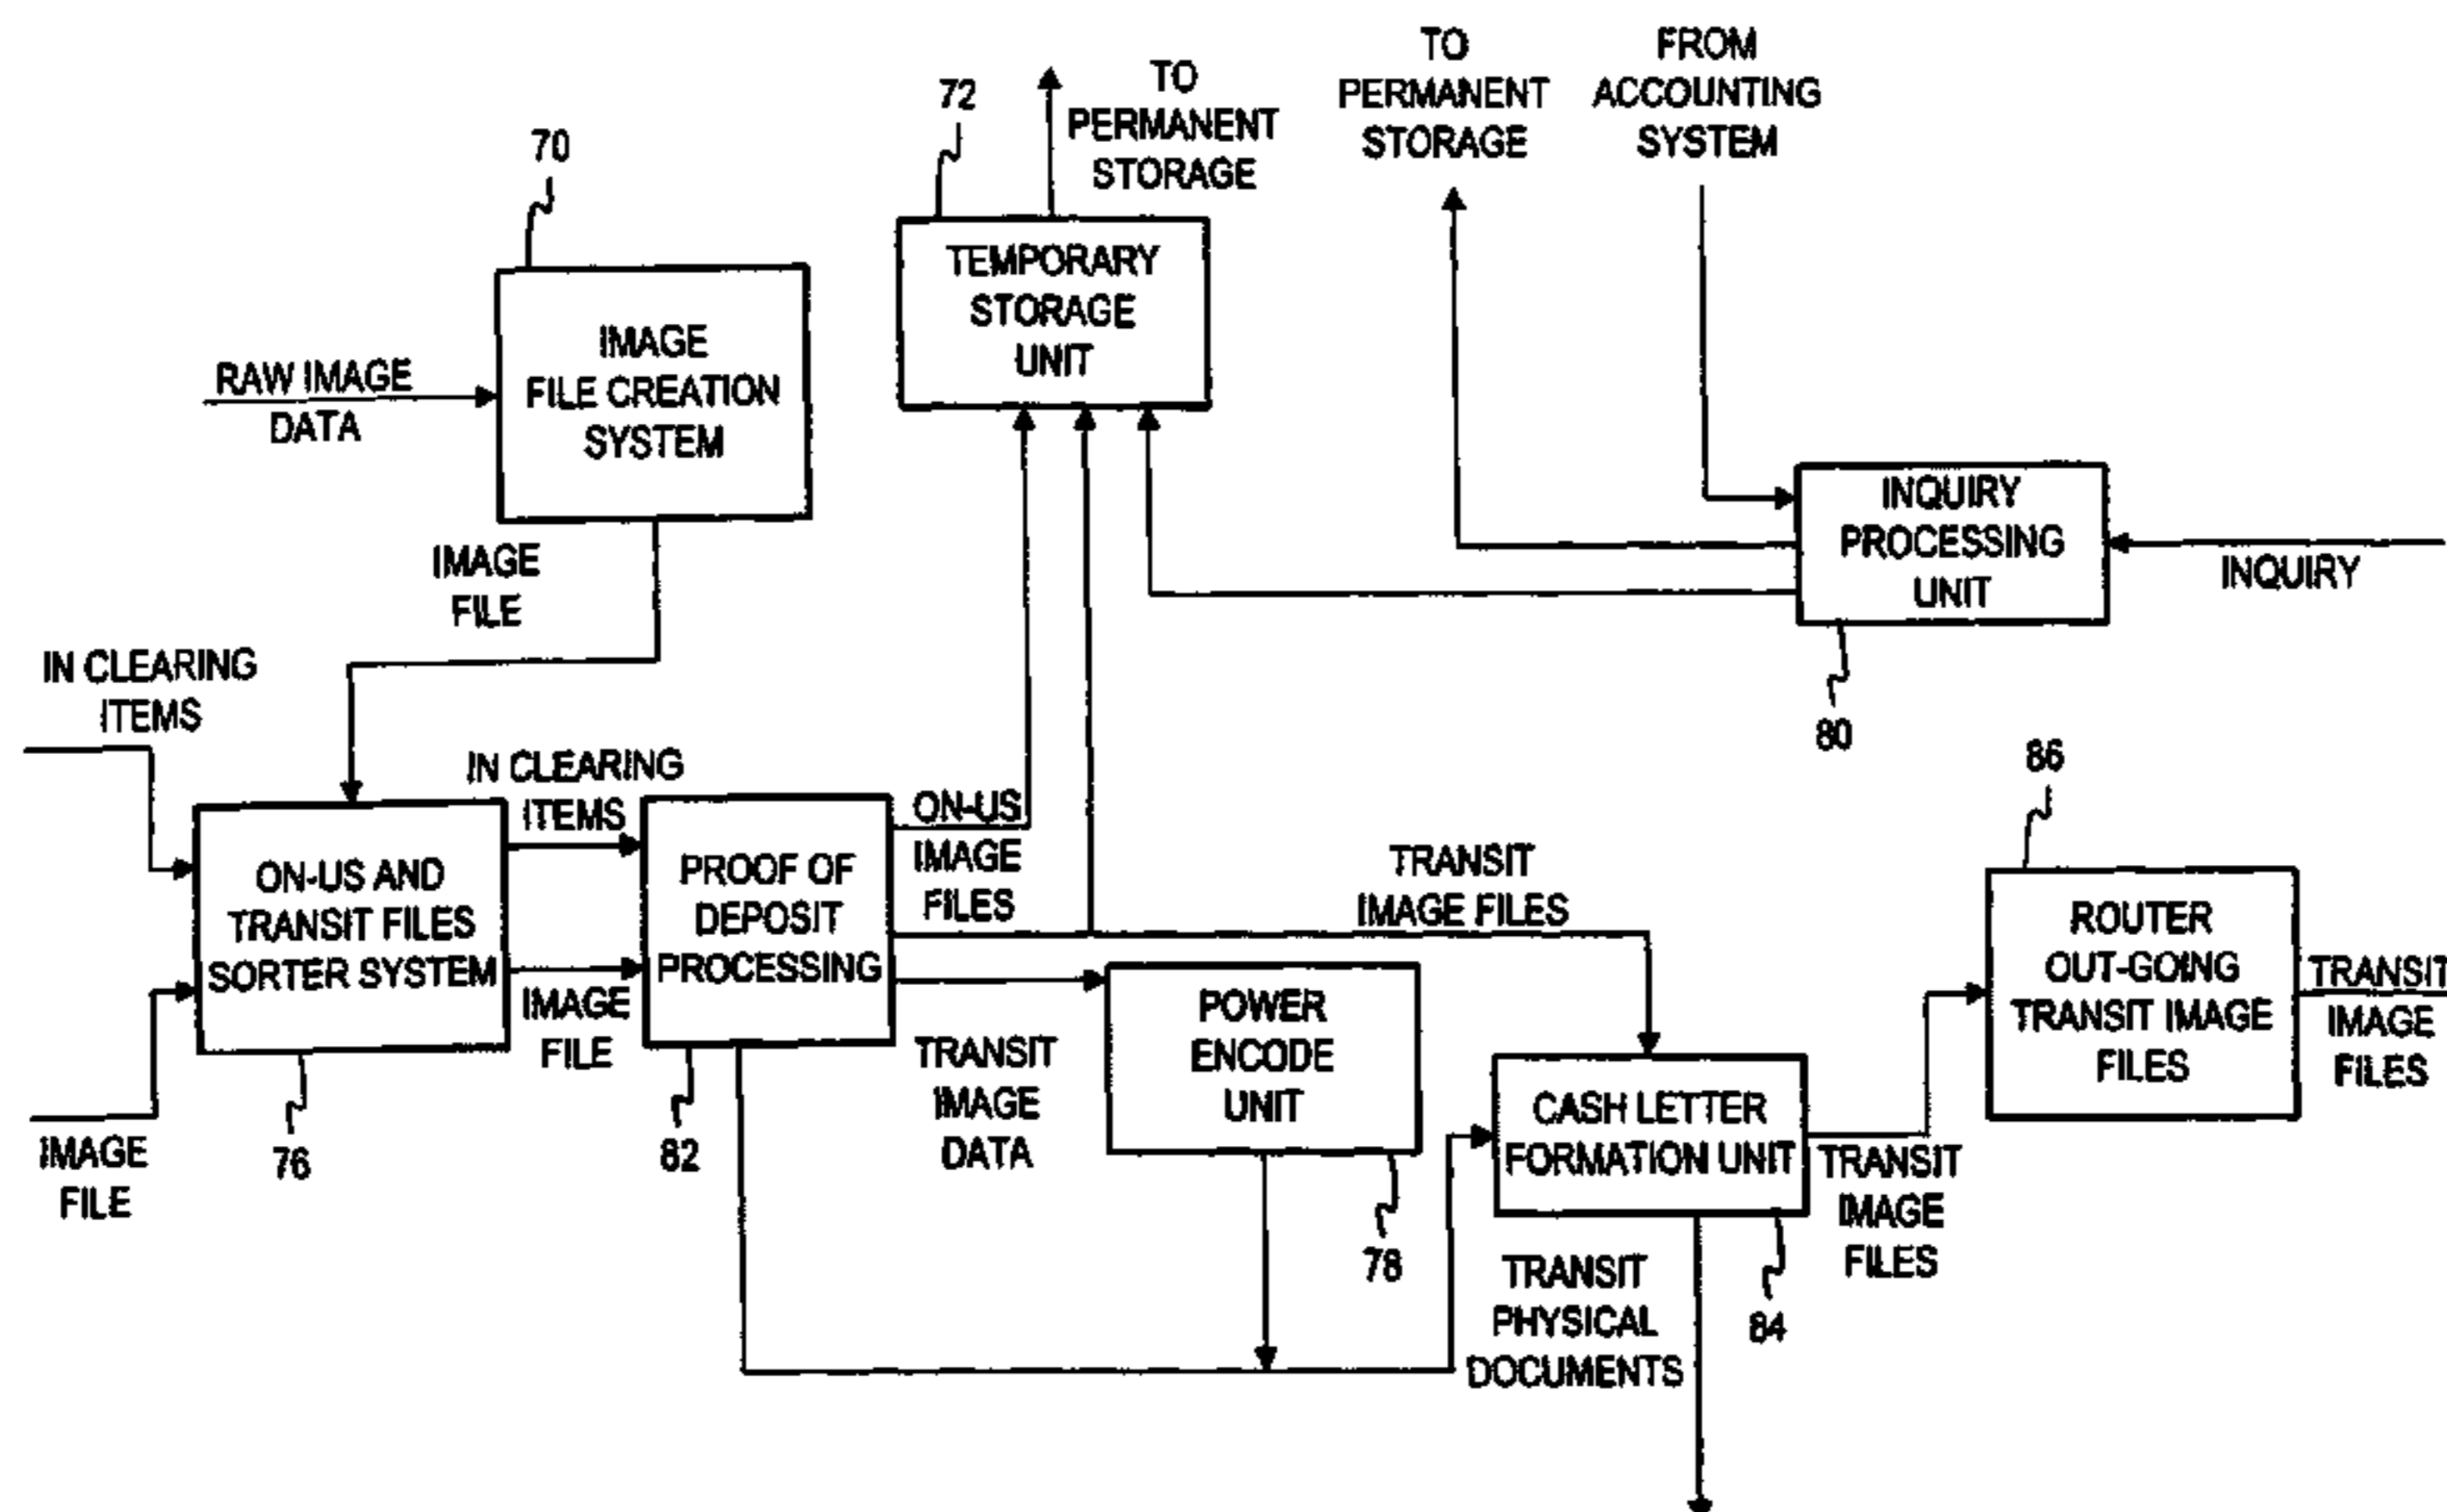 TO
PERMANENT
STORAGE
FROM
ACCOUNTING
SYSTEM
72
TO
PERMANENT
STORAGE
70
TEMPORARY
STORAGE
UNIT
IMAGE
FILE CREATION
SYSTEM
RAW IMAGE
DATA
INQUIRY
PROCESSING
UNIT
INQUIRY
80
IMAGE
FILE
IN CLEARING
ITEMS
IN CLEARING
ITEMS
86
ON-US AND
TRANSIT FILES
SORTER SYSTEM
76
IMAGE
FILE
IMAGE
FILE
PROOF OF
DEPOSIT
PROCESSING
82
ON-US
IMAGE
FILES
TRANSIT
IMAGE FILES
TRANSIT
IMAGE
DATA
POWER
ENCODE
UNIT
78
CASH LETTER
FORMATION UNIT
84
TRANSIT
PHYSICAL
DOCUMENTS
TRANSIT
IMAGE
FILES
ROUTER
OUT-GOING
TRANSIT IMAGE
FILES
TRANSIT
IMAGE
FILES